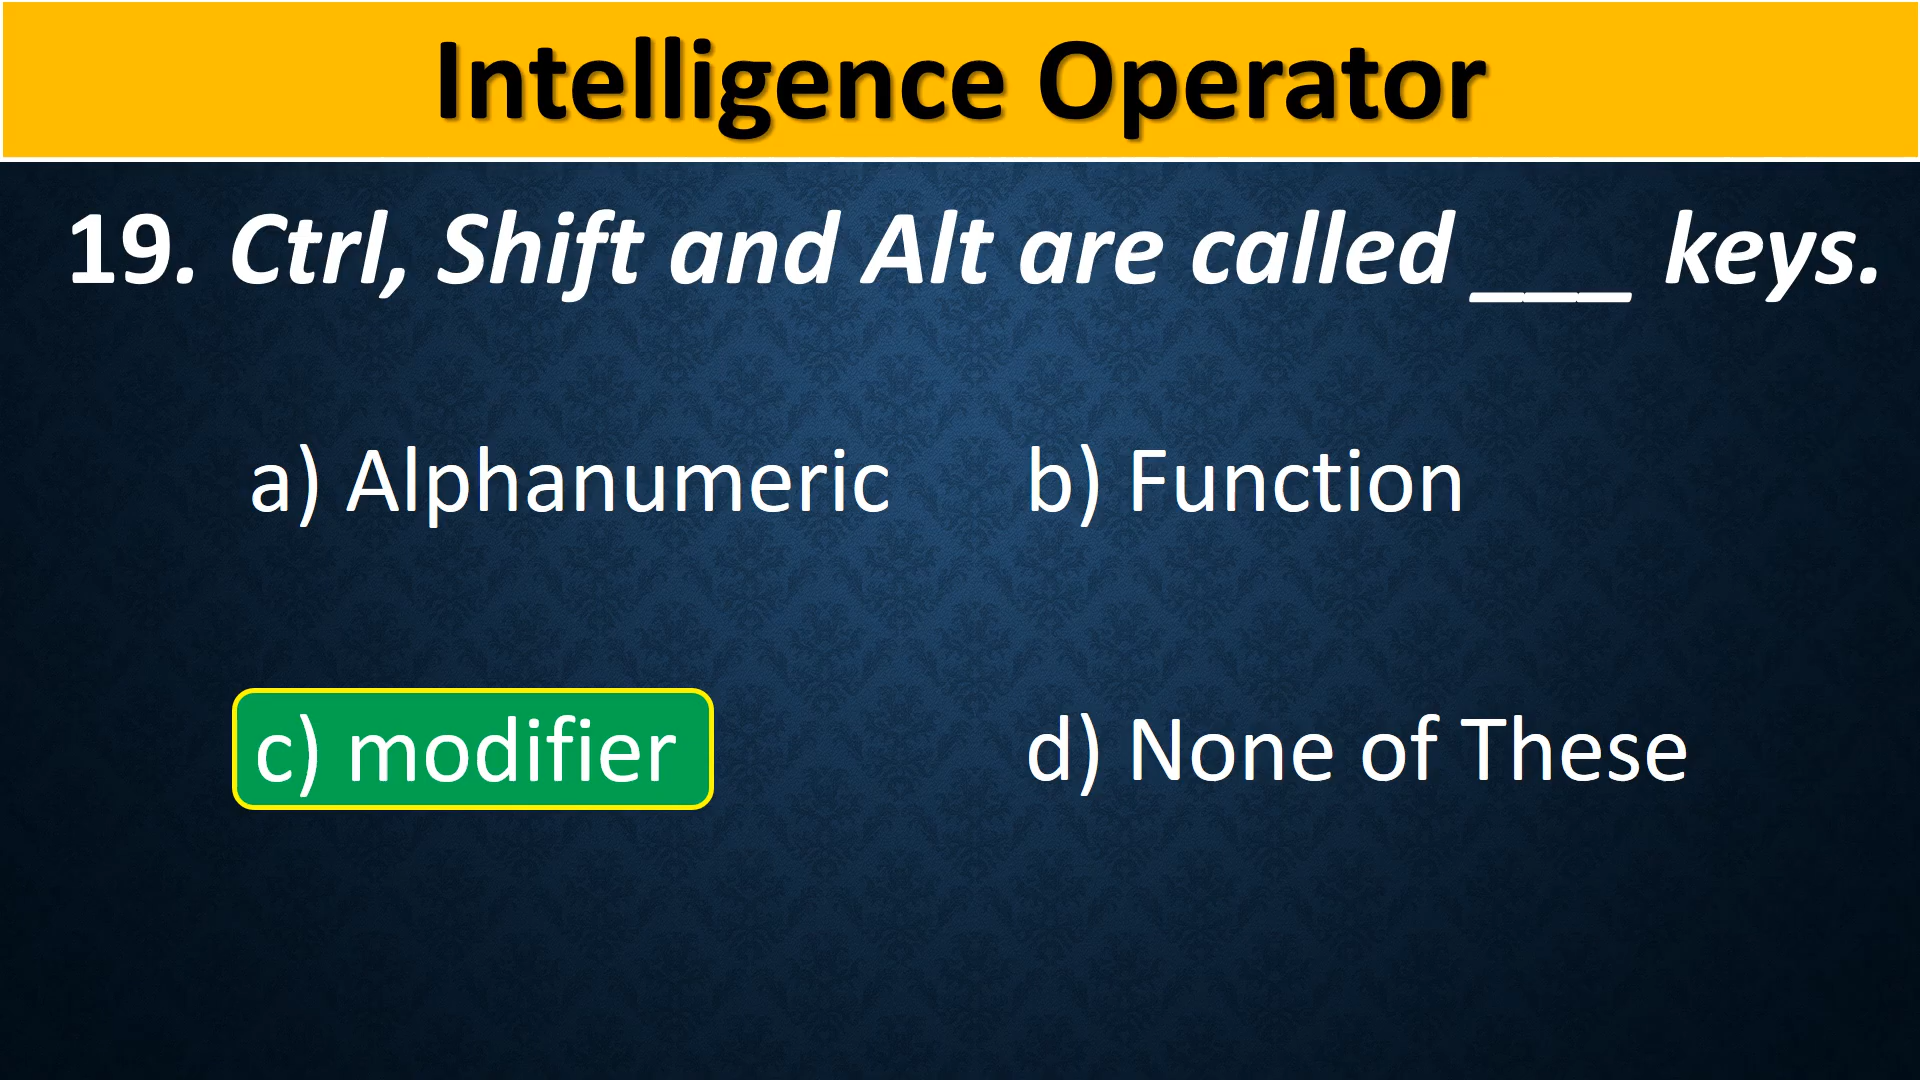 Intelligence Operator
19. Ctrl, Shift and Alt are called ___ keys.
a) Alphanumeric b) Function
c) modifier d) None of These